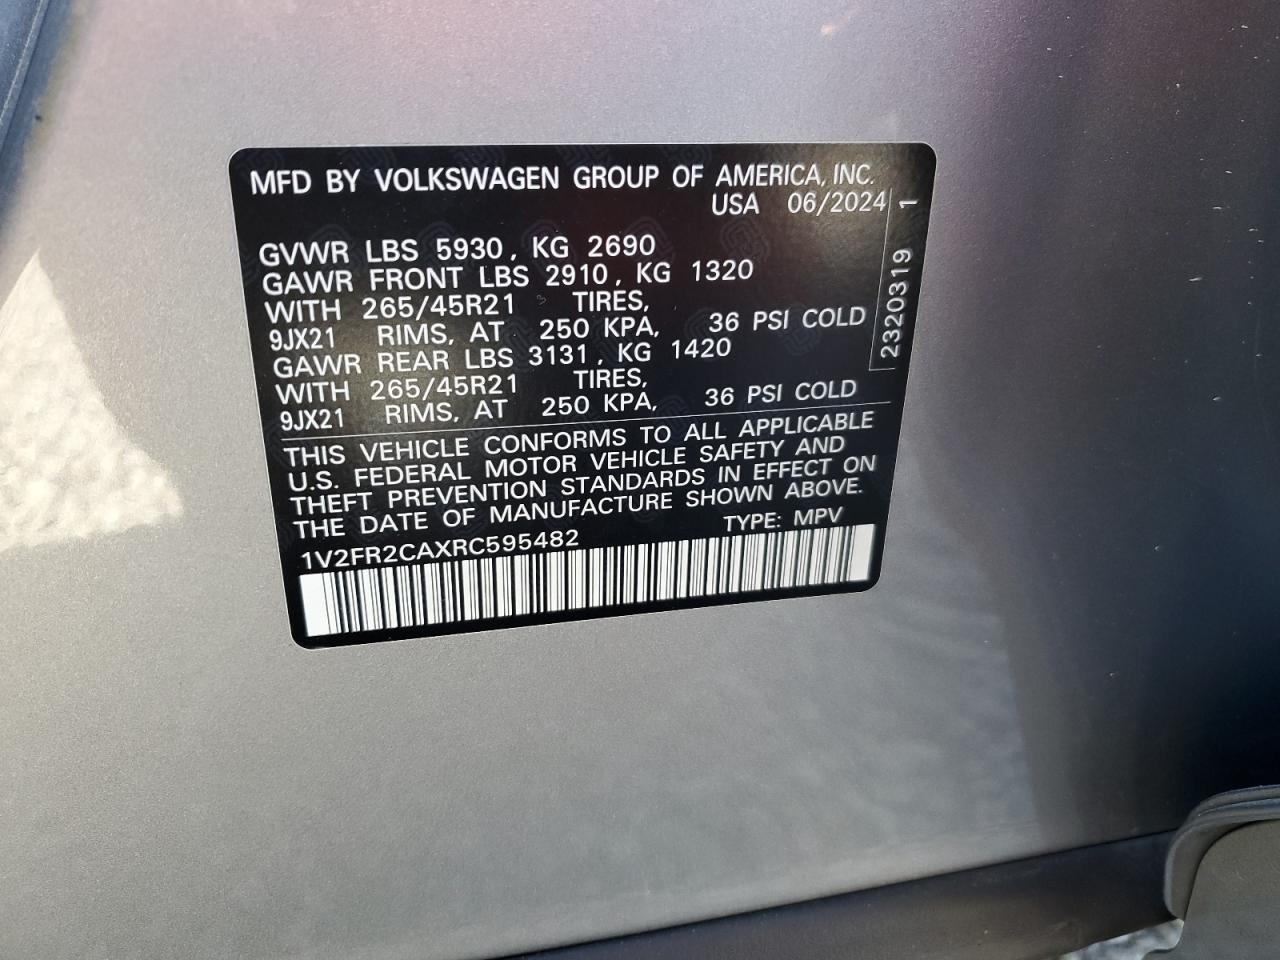 MFD BY VOLKSWAGEN GROUP OF AMERICA, INC.
USA 06/2024
GVWR LBS 5930, KG 2690
GAWR FRONT LBS 2910, KG 1320
WITH 265/45R21 TIRES,
9JX21 RIMS, AT 250 KPA, 36 PSI COLD
GAWR REAR LBS 3131, KG 1420
WITH 265/45R21 TIRES,
9JX21 RIMS, AT 250 KPA, 36 PSI COLD
2320319 1
THIS VEHICLE CONFORMS TO ALL APPLICABLE
U.S. FEDERAL MOTOR VEHICLE SAFETY AND
THEFT PREVENTION STANDARDS IN EFFECT ON
THE DATE OF MANUFACTURE SHOWN ABOVE.
1V2FR2CAXRC595482 TYPE: MPV